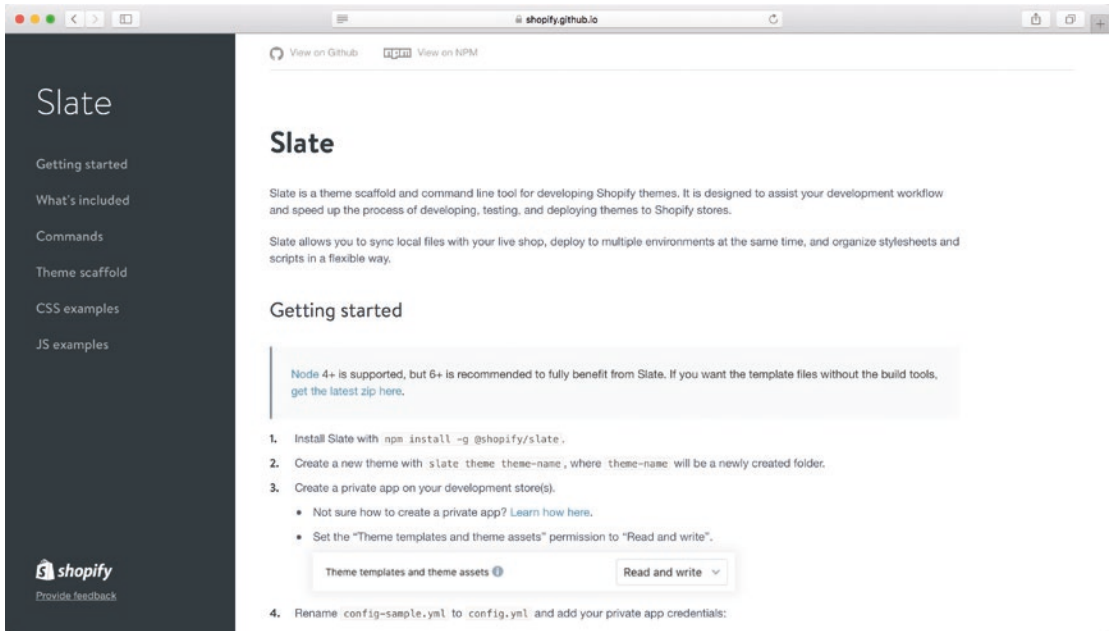 shopify.github.io
View on Github
View on NPM
Slate
Getting started
What's included
Commands
Theme scaffold
CSS examples
JS examples
shopify
Provide feedback
Slate
Slate is a theme scaffold and command line tool for developing Shopify themes. It is designed to assist your development workflow
and speed up the process of developing, testing, and deploying themes to Shopify stores.
Slate allows you to sync local files with your live shop, deploy to multiple environments at the same time, and organize stylesheets and
scripts in a flexible way.
Getting started
Node 4+ is supported, but 6+ is recommended to fully benefit from Slate. If you want the template files without the build tools,
get the latest zip here.
1. Install Slate with npm install -g @shopify/slate.
2. Create a new theme with slate theme theme-name, where theme-name will be a newly created folder.
3. Create a private app on your development store(s).
• Not sure how to create a private app? Learn how here.
• Set the “Theme templates and theme assets” permission to “Read and write”.
Theme templates and theme assets Read and write
4. Rename config-sample.yml to config.yml and add your private app credentials: